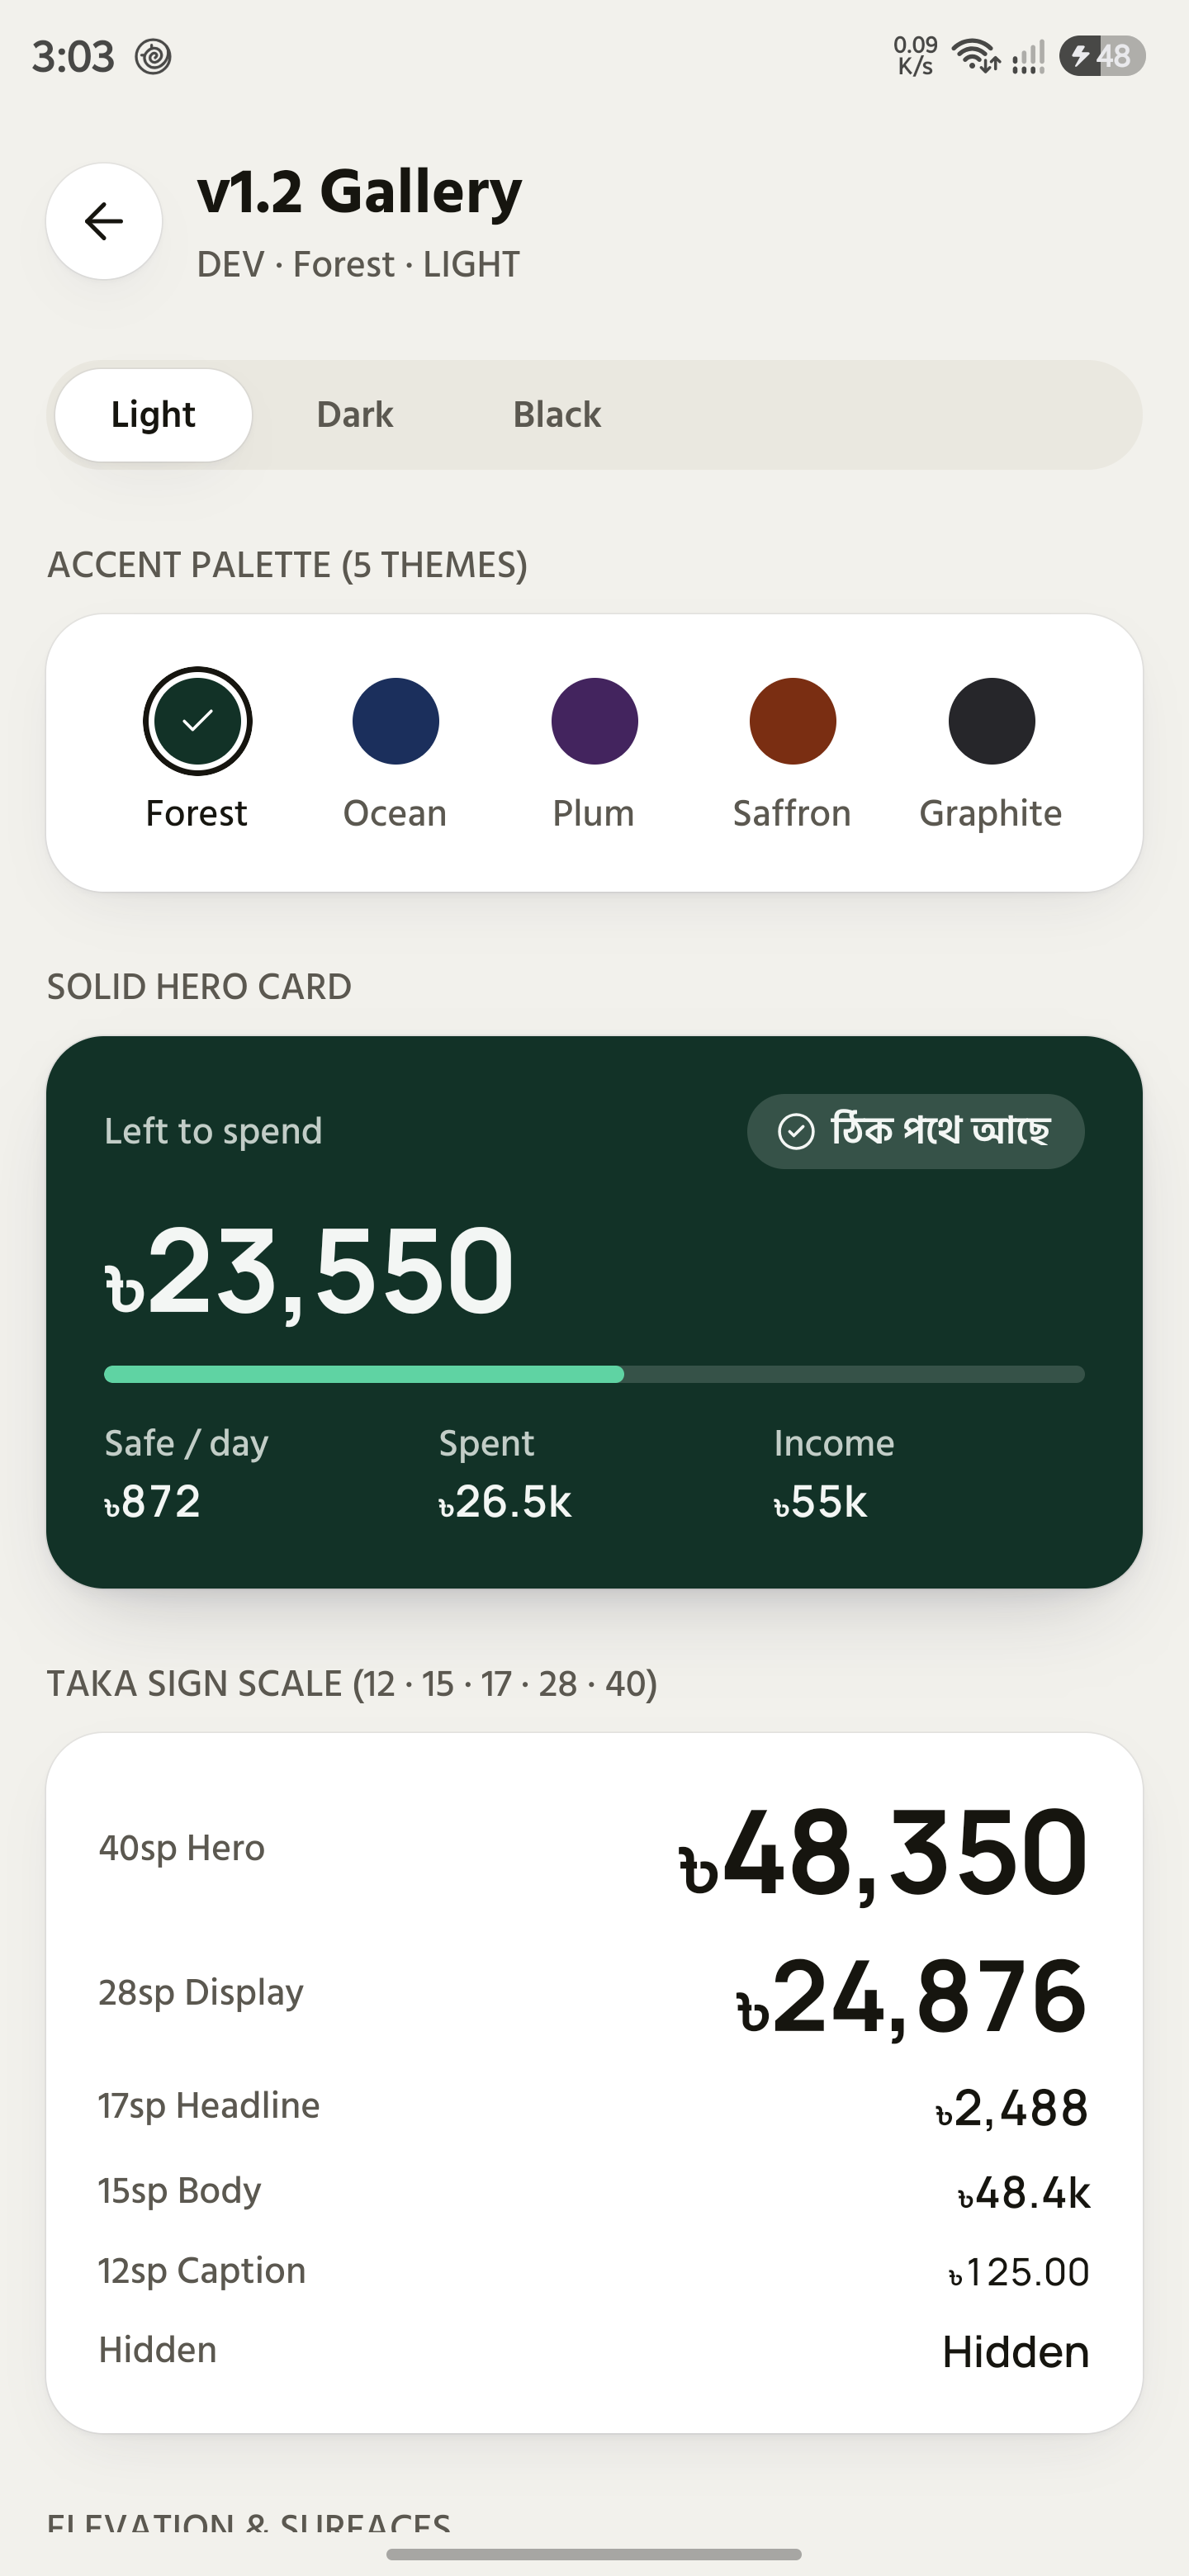 3:03
0.09
K/s
48
v1.2 Gallery
DEV · Forest · LIGHT
Light Dark Black
ACCENT PALETTE (5 THEMES)
Forest Ocean Plum Saffron Graphite
SOLID HERO CARD
Left to spend
ঠিক পথে আছে
৳23,550
Safe / day Spent Income
৳872 ৳26.5k ৳55k
TAKA SIGN SCALE (12 · 15 · 17 · 28 · 40)
40sp Hero ৳48,350
28sp Display ৳24,876
17sp Headline ৳2,488
15sp Body ৳48.4k
12sp Caption ৳125.00
Hidden Hidden
ELEVATION & SURFACES